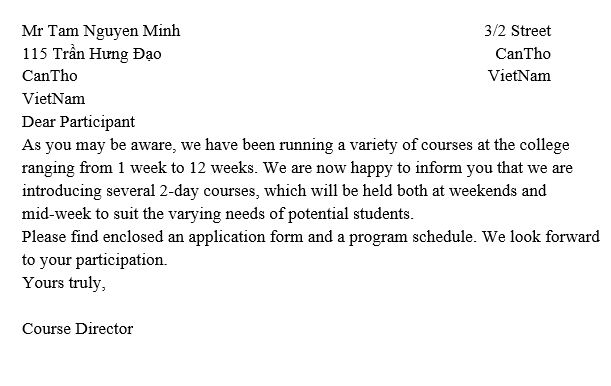 Mr Tam Nguyen Minh 3/2 Street
115 Trần Hưng Đạo CanTho
CanTho VietNam
VietNam
Dear Participant
As you may be aware, we have been running a variety of courses at the college
ranging from 1 week to 12 weeks. We are now happy to inform you that we are
introducing several 2-day courses, which will be held both at weekends and
mid-week to suit the varying needs of potential students.
Please find enclosed an application form and a program schedule. We look forward
to your participation.
Yours truly,
Course Director